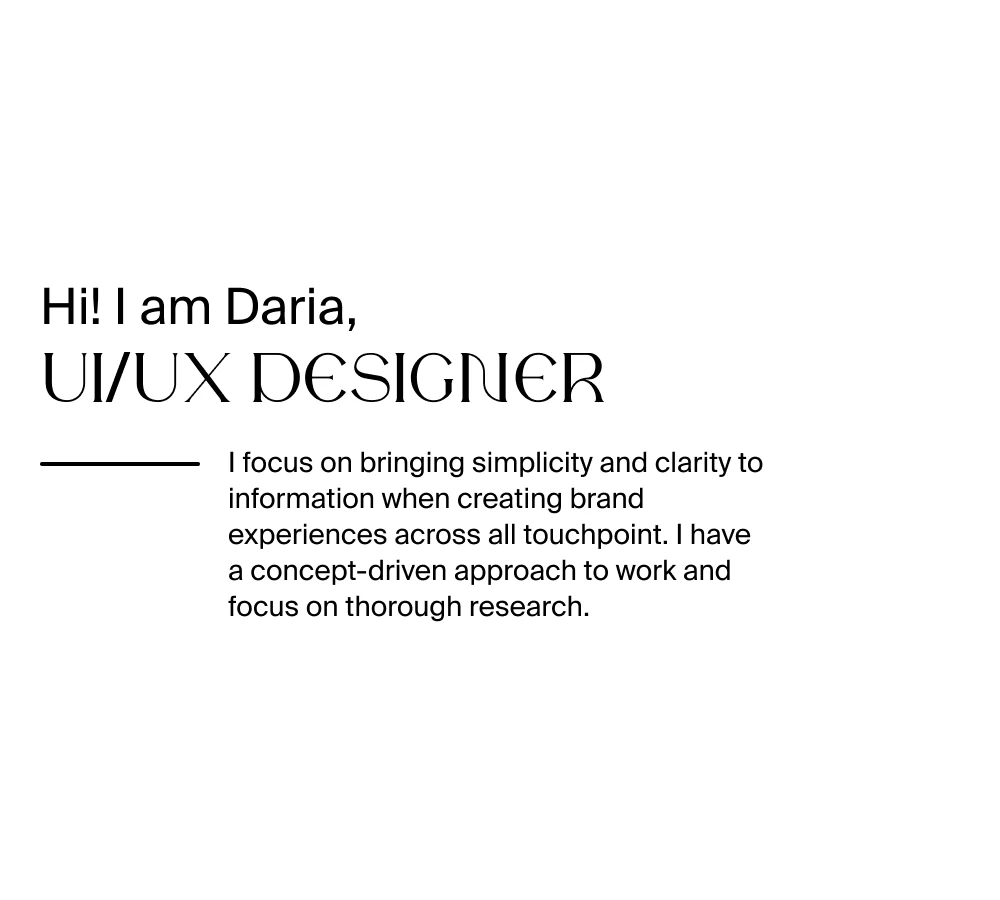 Hi! I am Daria,
UI/UX DESIGNER
I focus on bringing simplicity and clarity to
information when creating brand
experiences across all touchpoint. I have
a concept-driven approach to work and
focus on thorough research.